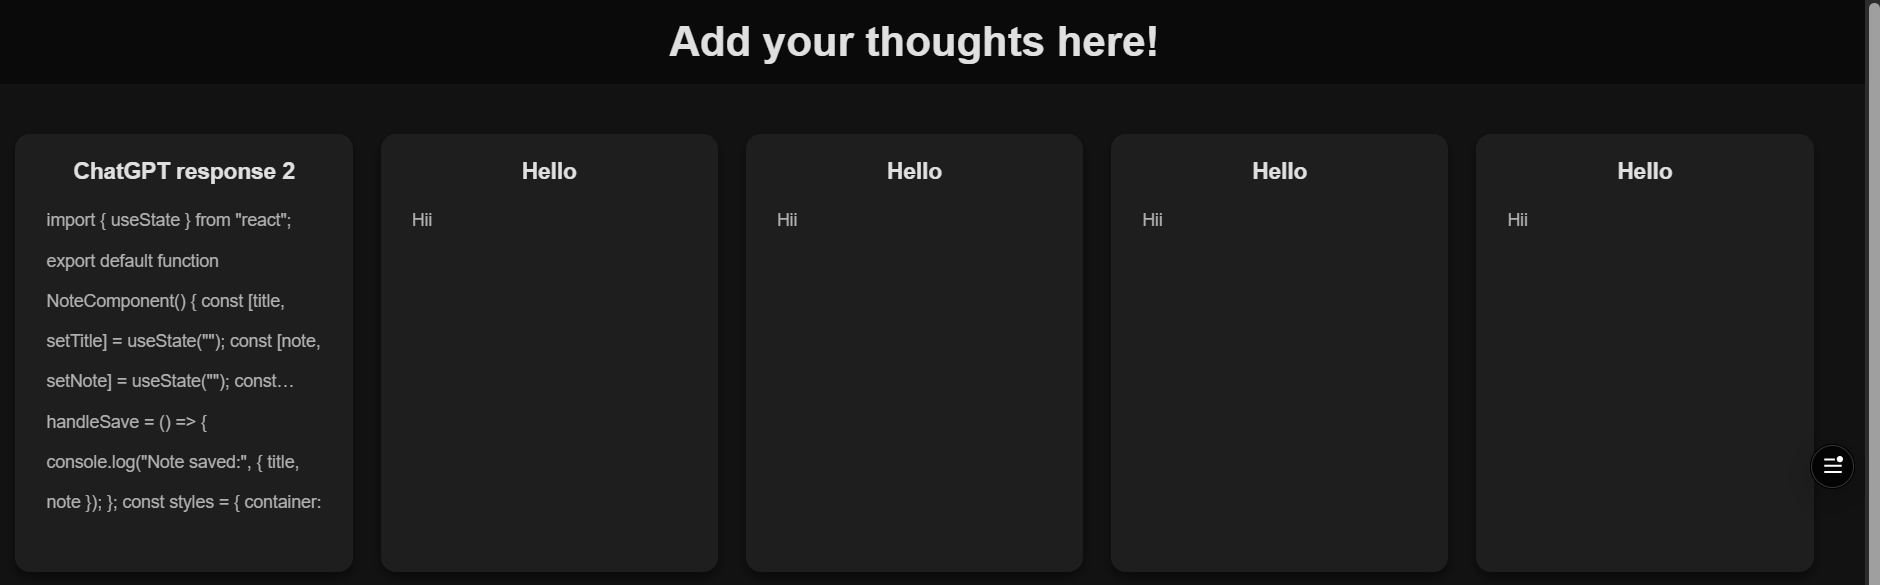 Add your thoughts here!
ChatGPT response 2
import { useState } from "react";
export default function
NoteComponent() { const [title,
setTitle] = useState(""); const [note,
setNote] = useState(""); const…
handleSave = () => {
console.log("Note saved:", { title,
note }); }; const styles = { container:
Hello
Hii
Hello
Hii
Hello
Hii
Hello
Hii